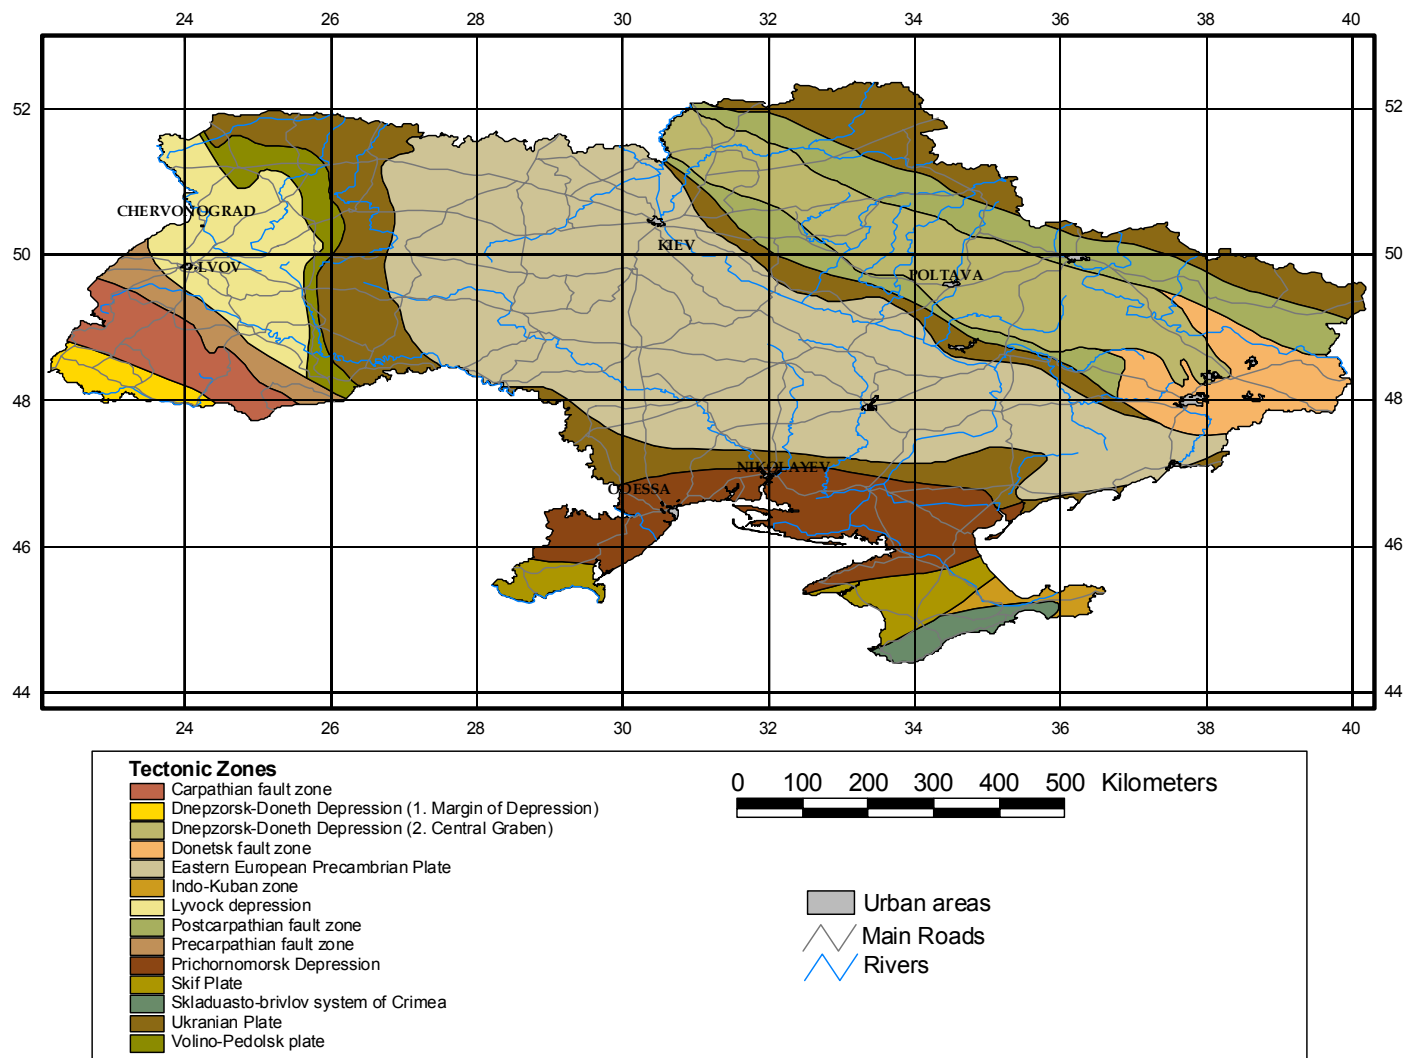 24 26 28 30 32 34 36 38 40
52 52
CHERVONOGRAD
KIEV
50 50
LVOV
POLTAVA
48 48
NIKOLAYEV
ODESSA
46 46
44 44
24 26 28 30 32 34 36 38 40
Tectonic Zones
Carpathian fault zone
Dnepzorsk-Doneth Depression (1. Margin of Depression)
Dnepzorsk-Doneth Depression (2. Central Graben)
Donetsk fault zone
Eastern European Precambrian Plate
Indo-Kuban zone
Lyvock depression
Postcarpathian fault zone
Precarpathian fault zone
Prichornomorsk Depression
Skif Plate
Skladuasto-brivlov system of Crimea
Ukranian Plate
Volino-Pedolsk plate
0 100 200 300 400 500 Kilometers
Urban areas
Main Roads
Rivers